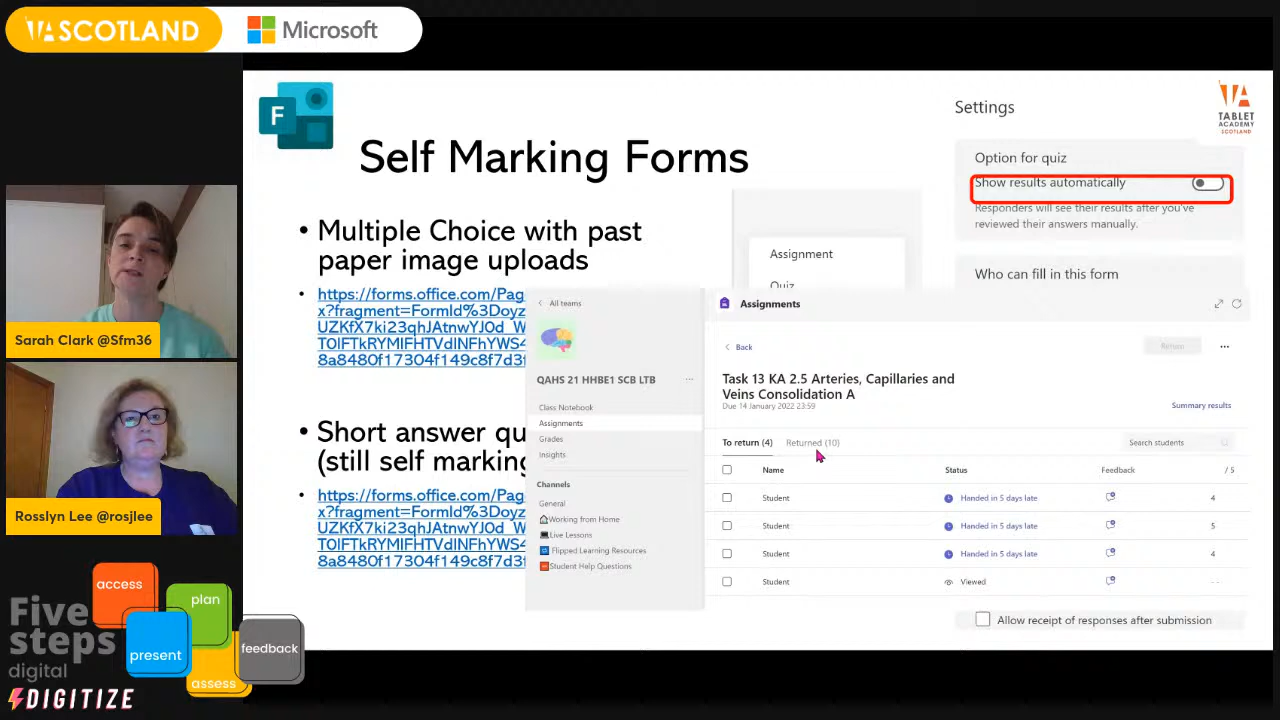 TA SCOTLAND
Microsoft
F
Self Marking Forms
• Multiple Choice with past
paper image uploads
• https://forms.office.com/Pag
x?fragment=FormId%3Doyz
UZKfX7ki23qhJAtnwYJ0d_W
T0lFTkRYMlFHTVdlNFhYWS4
8a8480f17304f149c8f7d3f
• Short answer qu
(still self marking
• https://forms.office.com/Pag
x?fragment=FormId%3Doyz
UZKfX7ki23qhJAtnwYJ0d_W
T0lFTkRYMlFHTVdlNFhYWS4
8a8480f17304f149c8f7d3f
Settings
TA
TABLET
ACADEMY
SCOTLAND
Option for quiz
Show results automatically
Responders will see their results after you've
reviewed their answers manually.
Who can fill in this form
Assignment
Quiz
All teams
QAHS 21 HHBE1 SCB LTB
Class Notebook
Assignments
Grades
Insights
Channels
General
Working from Home
Live Lessons
Flipped Learning Resources
Student Help Questions
Assignments
Back
Return
Task 13 KA 2.5 Arteries, Capillaries and
Veins Consolidation A
Due 14 January 2022 23:59
Summary results
To return (4) Returned (10)
Search students
Name Status Feedback / 5
Student Handed in 5 days late 4
Student Handed in 5 days late 5
Student Handed in 5 days late 4
Student Viewed
Allow receipt of responses after submission
Sarah Clark @Sfm36
Rosslyn Lee @rosjlee
Five
steps
digital
access
plan
present
assess
feedback
DIGITIZE